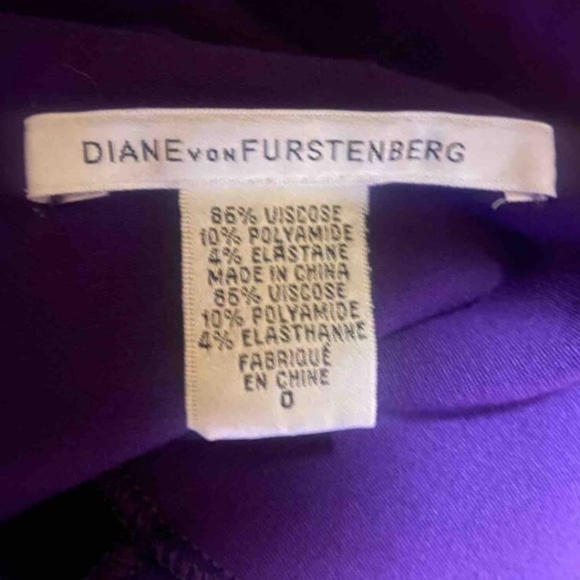 DIANE VON FURSTENBERG
86% VISCOSE
10% POLYAMIDE
4% ELASTANE
MADE IN CHINA
86% VISCOSE
10% POLYAMIDE
4% ELASTHANNE
FABRIQUÉ
EN CHINE
0